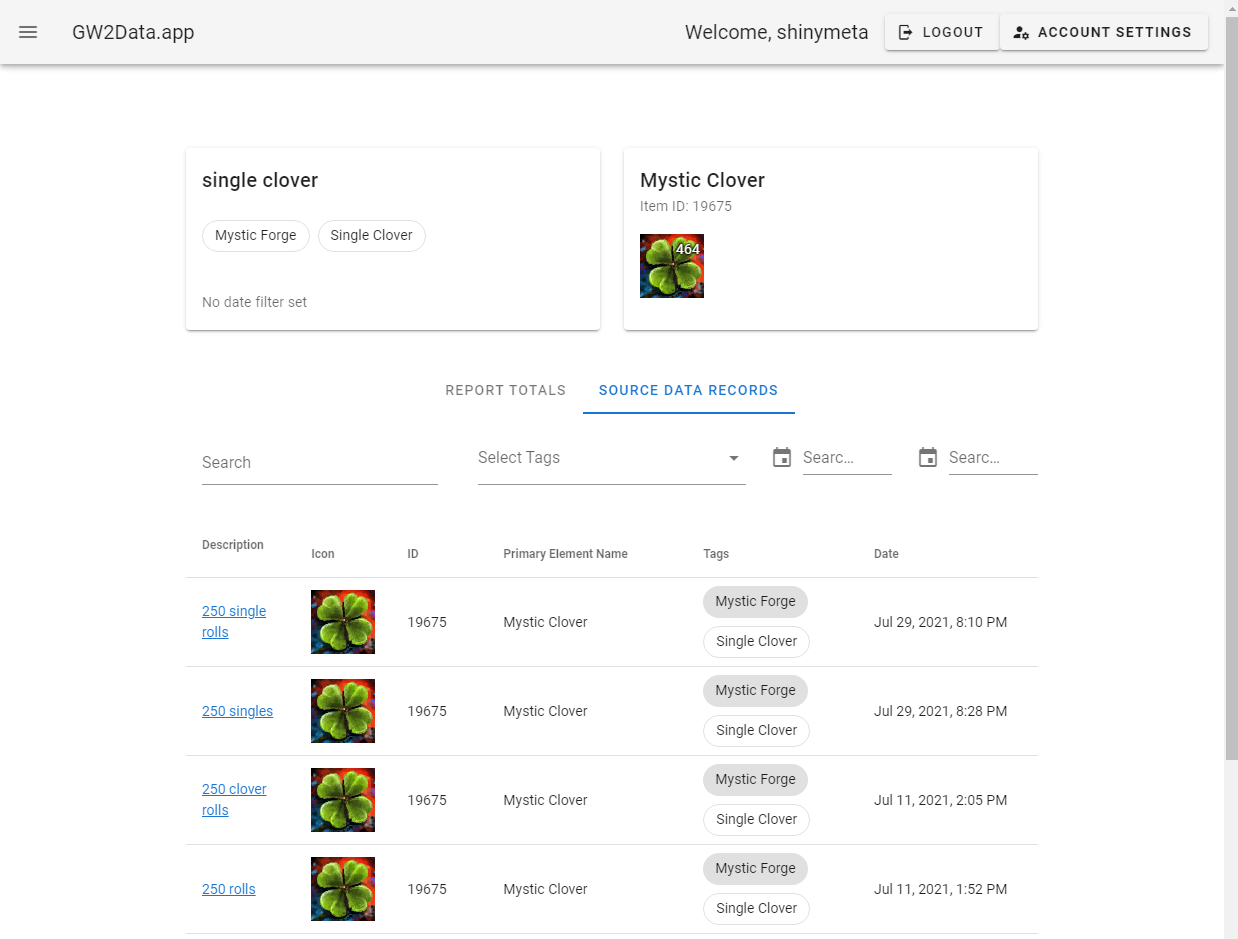 GW2Data.app
Welcome, shinymeta
LOGOUT
ACCOUNT SETTINGS
single clover
Mystic Forge
Single Clover
No date filter set
Mystic Clover
Item ID: 19675
464
REPORT TOTALS
SOURCE DATA RECORDS
Search
Select Tags
Searc...
Searc...
Description
Icon
ID
Primary Element Name
Tags
Date
250 single
rolls
19675
Mystic Clover
Mystic Forge
Single Clover
Jul 29, 2021, 8:10 PM
250 singles
19675
Mystic Clover
Mystic Forge
Single Clover
Jul 29, 2021, 8:28 PM
250 clover
rolls
19675
Mystic Clover
Mystic Forge
Single Clover
Jul 11, 2021, 2:05 PM
250 rolls
19675
Mystic Clover
Mystic Forge
Single Clover
Jul 11, 2021, 1:52 PM